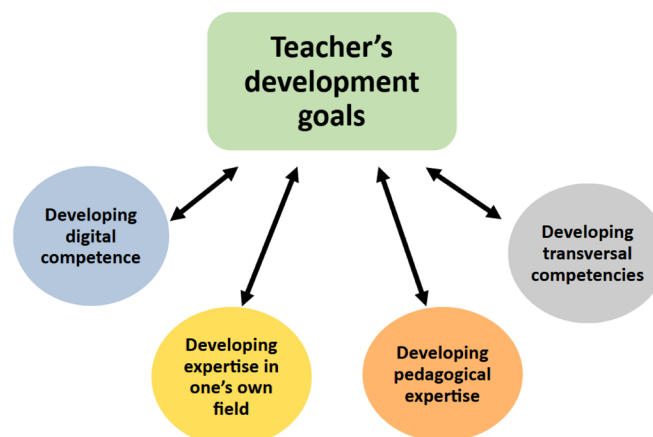 Teacher’s
development
goals
Developing
digital
competence
Developing
expertise in
one’s own
field
Developing
pedagogical
expertise
Developing
transversal
competencies